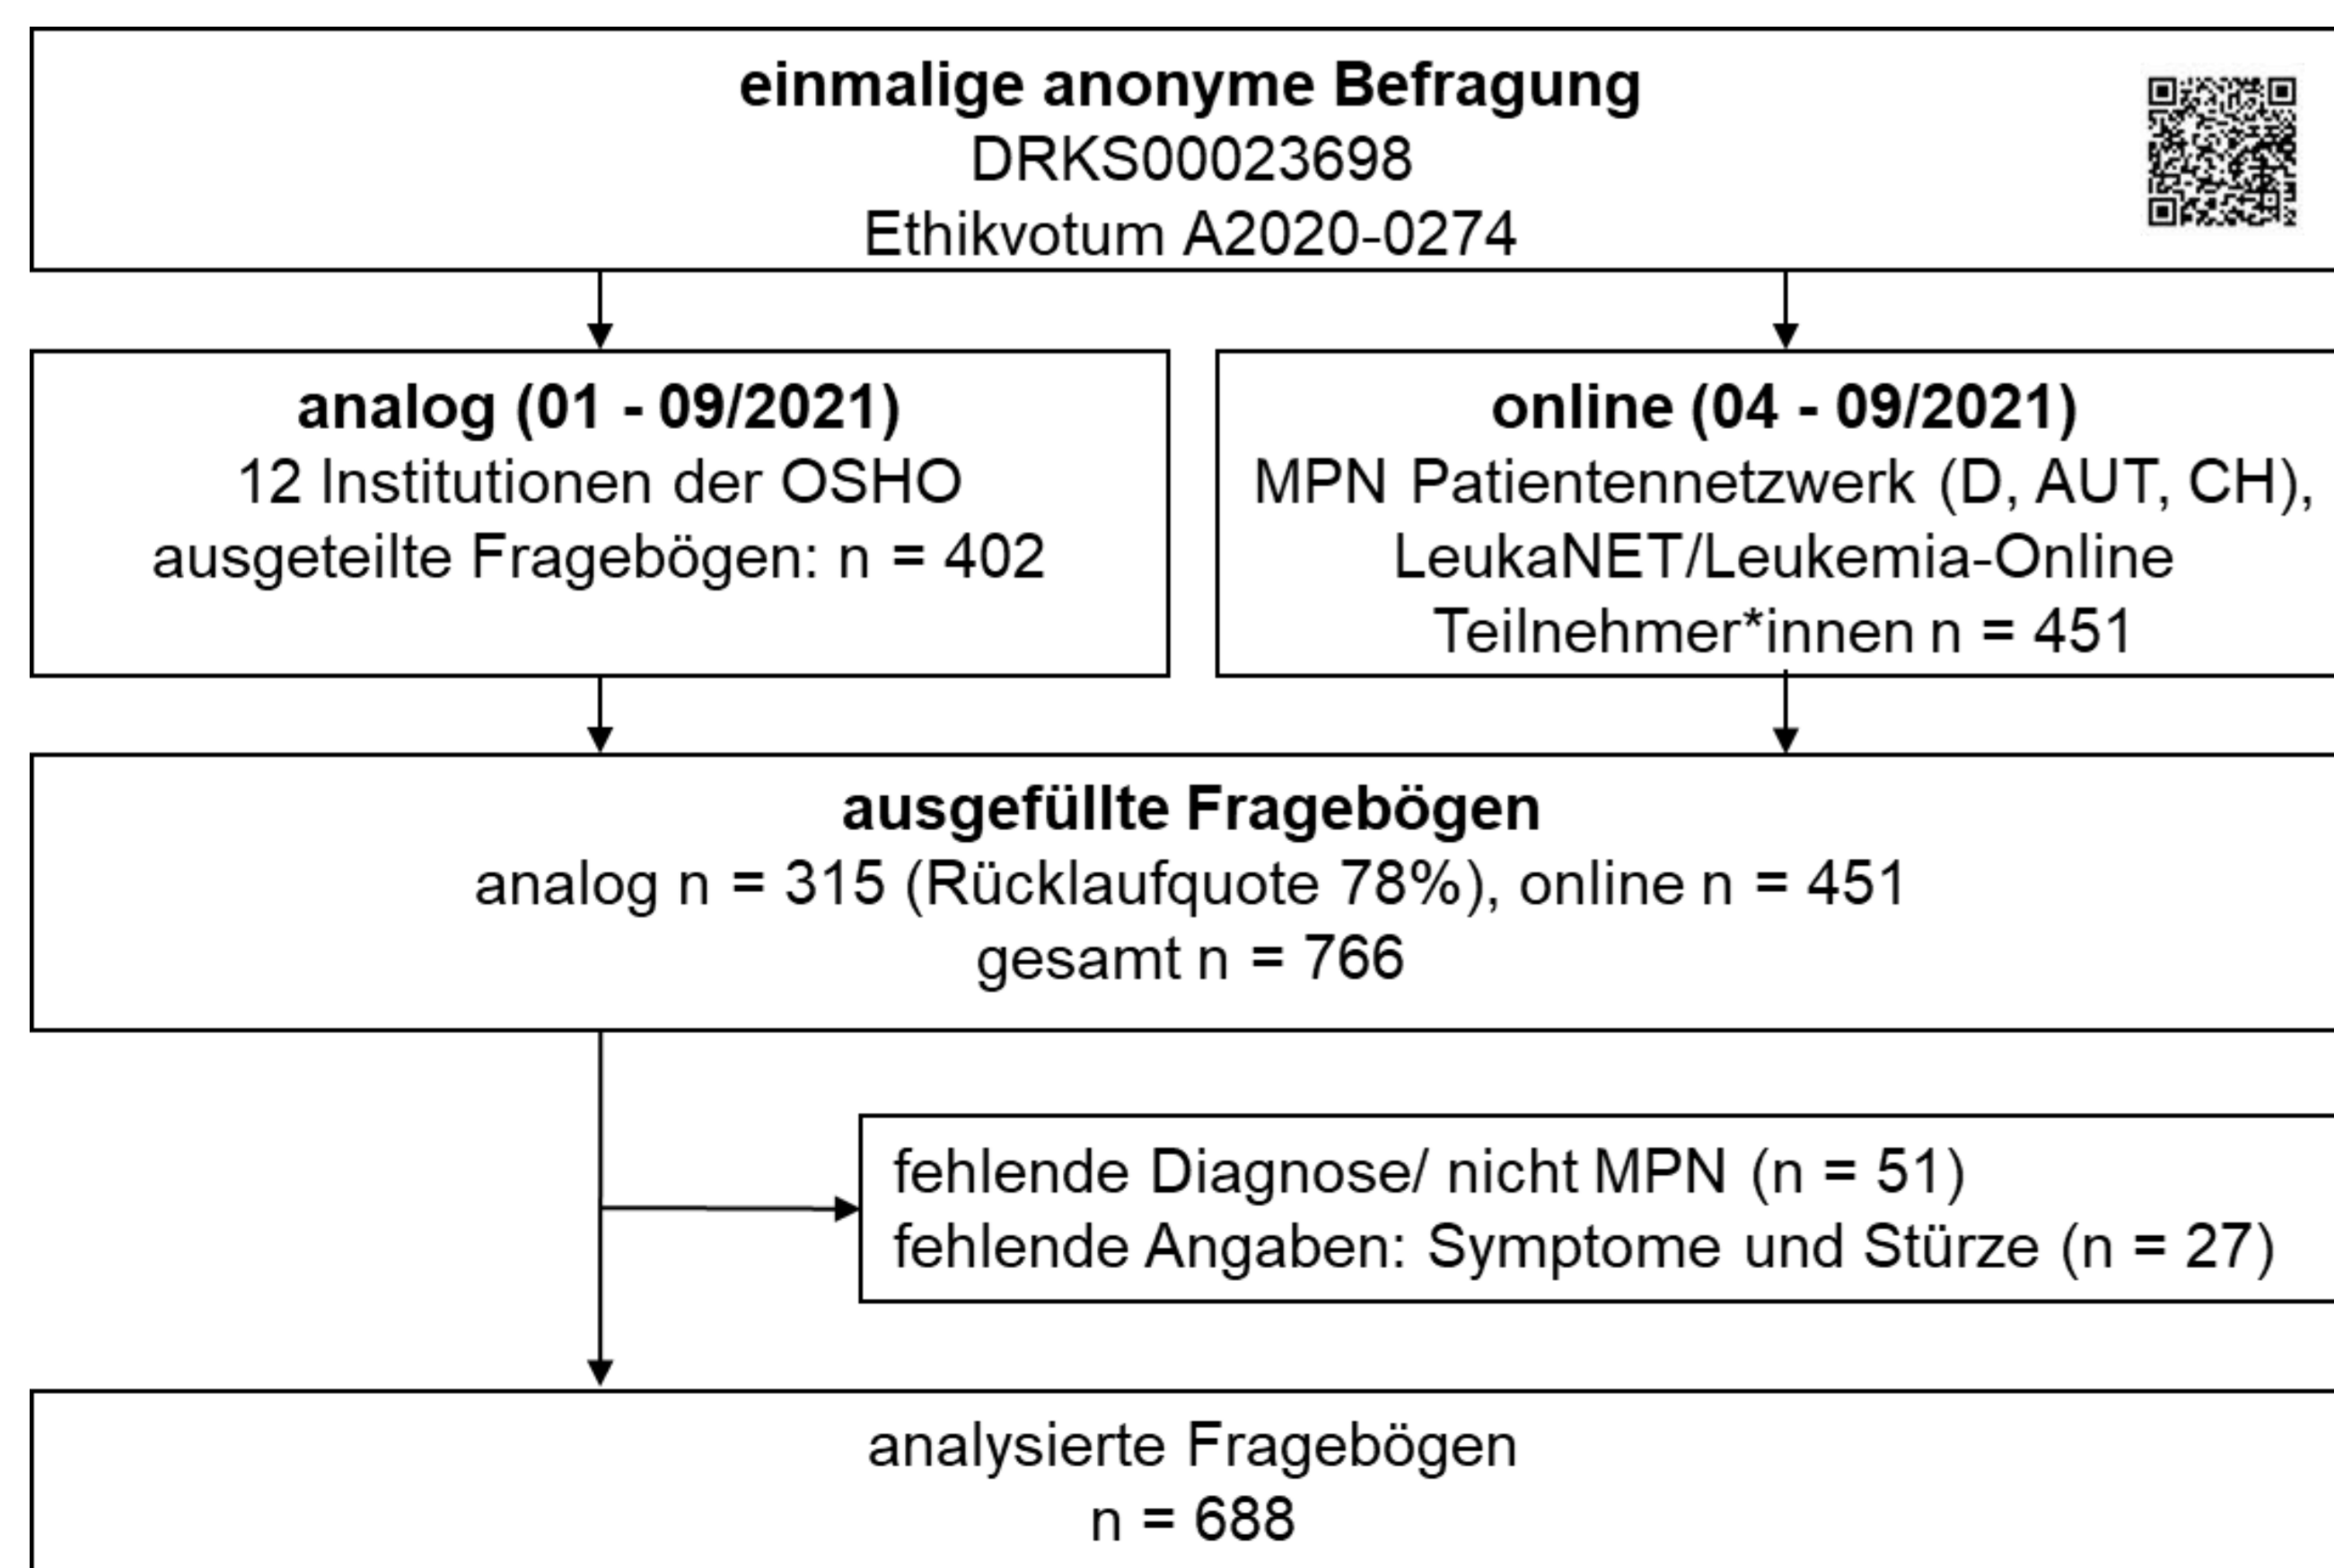 einmalige anonyme Befragung
DRKS00023698
Ethikvotum A2020-0274
analog (01 - 09/2021)
12 Institutionen der OSHO
ausgeteilte Fragebögen: n = 402
online (04 - 09/2021)
MPN Patientennetzwerk (D, AUT, CH),
LeukaNET/Leukemia-Online
Teilnehmer*innen n = 451
ausgefüllte Fragebögen
analog n = 315 (Rücklaufquote 78%), online n = 451
gesamt n = 766
fehlende Diagnose/ nicht MPN (n = 51)
fehlende Angaben: Symptome und Stürze (n = 27)
analysierte Fragebögen
n = 688